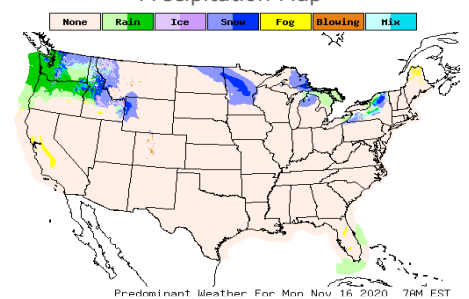 Precipitation Map
None Rain Ice Snow Fog Blowing Mix
Predominant Weather For Mon Nov 16 2020 7AM EST